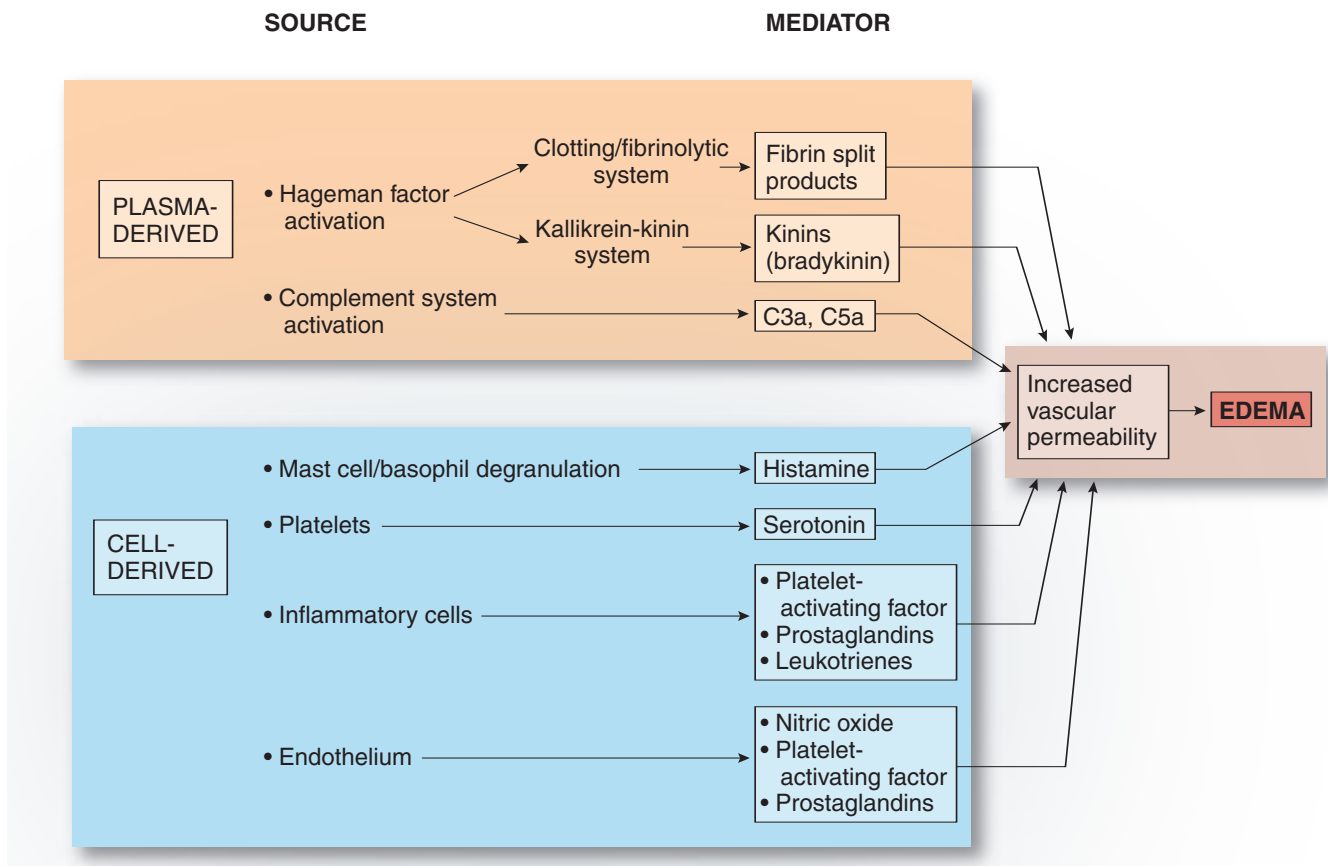 SOURCE
MEDIATOR
PLASMA-
DERIVED
• Hageman factor
activation
Clotting/fibrinolytic
system
Fibrin split
products
Kallikrein-kinin
system
Kinins
(bradykinin)
• Complement system
activation
C3a, C5a
Increased
vascular
permeability
EDEMA
CELL-
DERIVED
• Mast cell/basophil degranulation
Histamine
• Platelets
Serotonin
• Inflammatory cells
• Platelet-
activating factor
• Prostaglandins
• Leukotrienes
• Endothelium
• Nitric oxide
• Platelet-
activating factor
• Prostaglandins